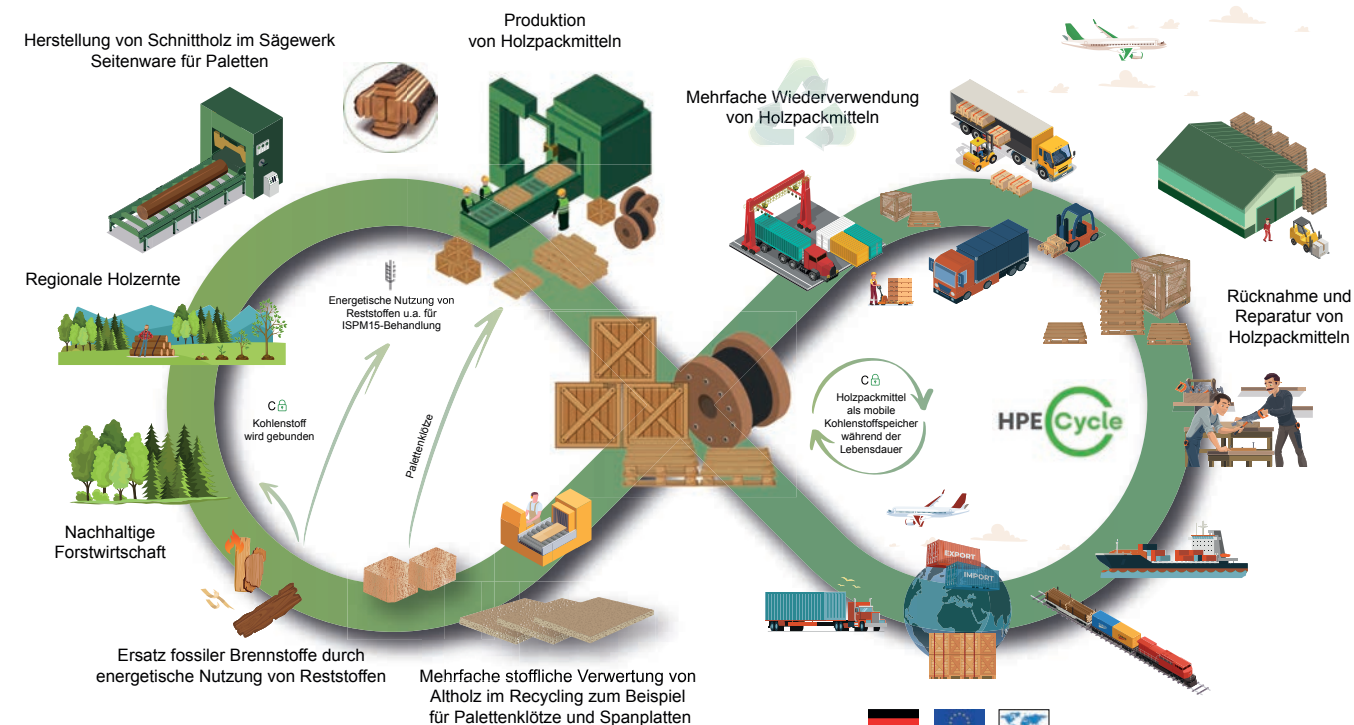 Herstellung von Schnittholz im Sägewerk
Seitenware für Paletten
Produktion
von Holzpackmitteln
Mehrfache Wiederverwendung
von Holzpackmitteln
Regionale Holzernte
Energetische Nutzung von
Reststoffen u.a. für
ISPM15-Behandlung
Rücknahme und
Reparatur von
Holzpackmitteln
C
Kohlenstoff
wird gebunden
Palettenklötze
C
Holzpackmittel
als mobile
Kohlenstoffspeicher
während der
Lebensdauer
HPE Cycle
Nachhaltige
Forstwirtschaft
EXPORT
IMPORT
Ersatz fossiler Brennstoffe durch
energetische Nutzung von Reststoffen
Mehrfache stoffliche Verwertung von
Altholz im Recycling zum Beispiel
für Palettenklötze und Spanplatten